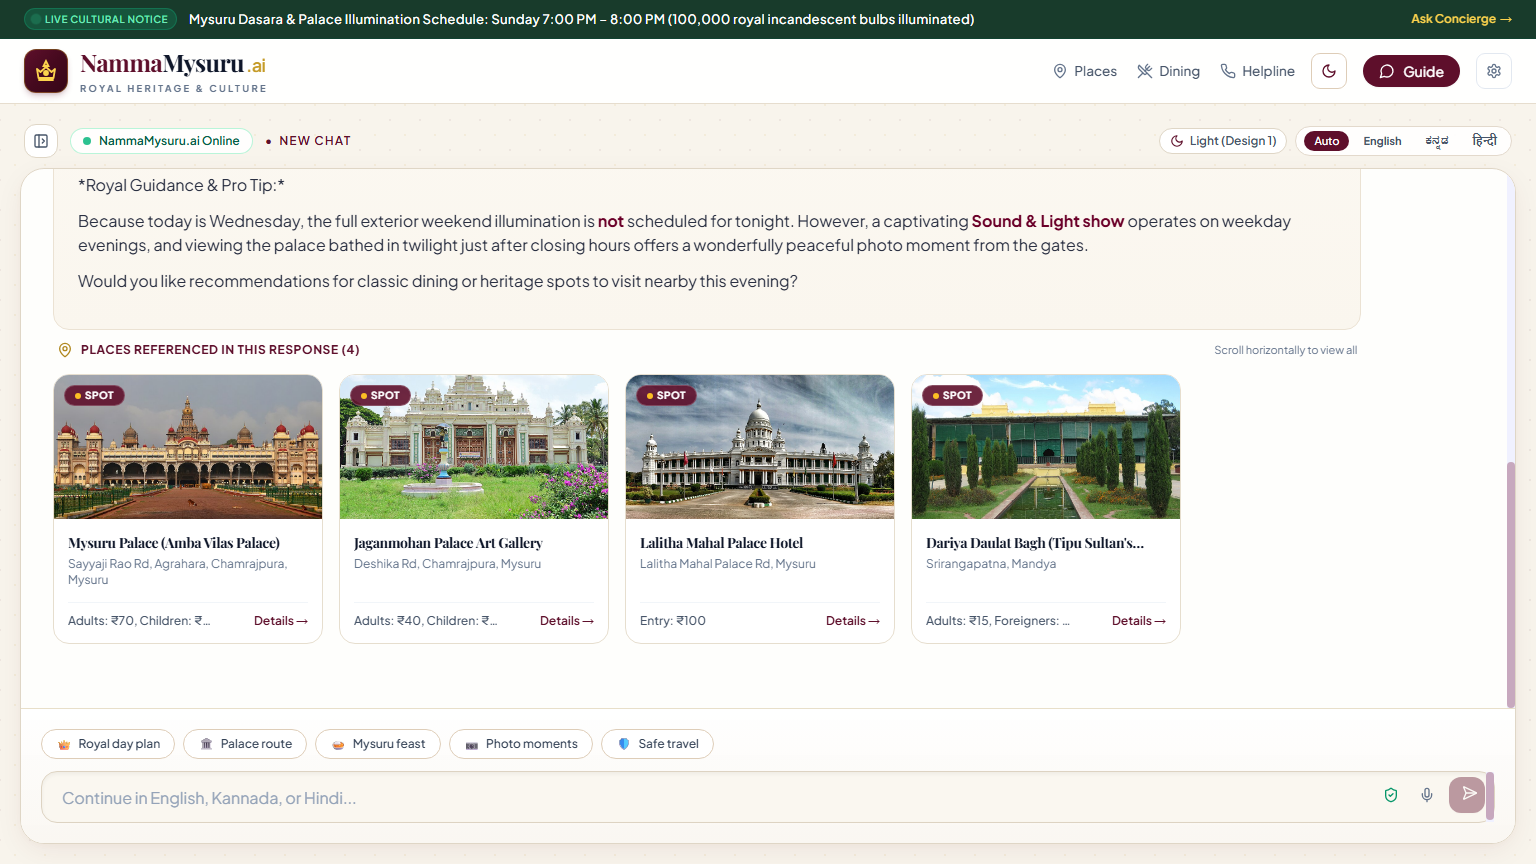 LIVE CULTURAL NOTICE
Mysuru Dasara & Palace Illumination Schedule: Sunday 7:00 PM – 8:00 PM (100,000 royal incandescent bulbs illuminated)
Ask Concierge →
NammaMysuru.ai
ROYAL HERITAGE & CULTURE
Places
Dining
Helpline
Guide
NammaMysuru.ai Online
• NEW CHAT
Light (Design 1)
Auto
English
ಕನ್ನಡ
हिन्दी
*Royal Guidance & Pro Tip:*
Because today is Wednesday, the full exterior weekend illumination is not scheduled for tonight. However, a captivating Sound & Light show operates on weekday
evenings, and viewing the palace bathed in twilight just after closing hours offers a wonderfully peaceful photo moment from the gates.
Would you like recommendations for classic dining or heritage spots to visit nearby this evening?
PLACES REFERENCED IN THIS RESPONSE (4)
Scroll horizontally to view all
SPOT
Mysuru Palace (Amba Vilas Palace)
Sayyaji Rao Rd, Agrahara, Chamrajpura,
Mysuru
Adults: ₹70, Children: ₹...
Details →
SPOT
Jaganmohan Palace Art Gallery
Deshika Rd, Chamrajpura, Mysuru
Adults: ₹40, Children: ₹...
Details →
SPOT
Lalitha Mahal Palace Hotel
Lalitha Mahal Palace Rd, Mysuru
Entry: ₹100
Details →
SPOT
Dariya Daulat Bagh (Tipu Sultan's...
Srirangapatna, Mandya
Adults: ₹15, Foreigners: ...
Details →
Royal day plan
Palace route
Mysuru feast
Photo moments
Safe travel
Continue in English, Kannada, or Hindi...